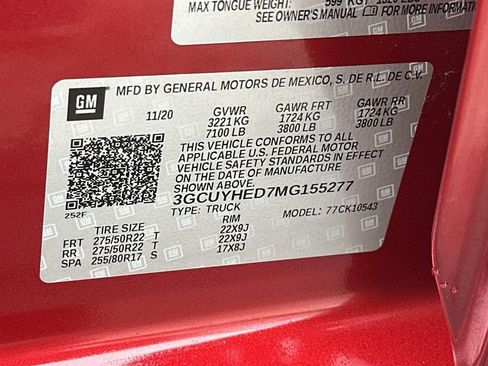 MAX TONGUE WEIGHT: 599 KG 1320 LBS
SEE OWNER'S MANUAL FOR MORE INFORMATION
GM
MFD BY GENERAL MOTORS DE MEXICO, S. DE R.L. DE C.V.
11/20 GVWR GAWR FRT GAWR RR
3221 KG 1724 KG 1724 KG
7100 LB 3800 LB 3800 LB
THIS VEHICLE CONFORMS TO ALL
APPLICABLE U.S. FEDERAL MOTOR
VEHICLE SAFETY STANDARDS IN EFFECT
ON THE DATE OF MANUFACTURE SHOWN ABOVE.
3GCUYHED7MG155277
TYPE: TRUCK MODEL: 77CK10543
252F
TIRE SIZE RIM
FRT 275/50R22 T 22X9J
RR 275/50R22 T 22X9J
SPA 255/80R17 S 17X8J